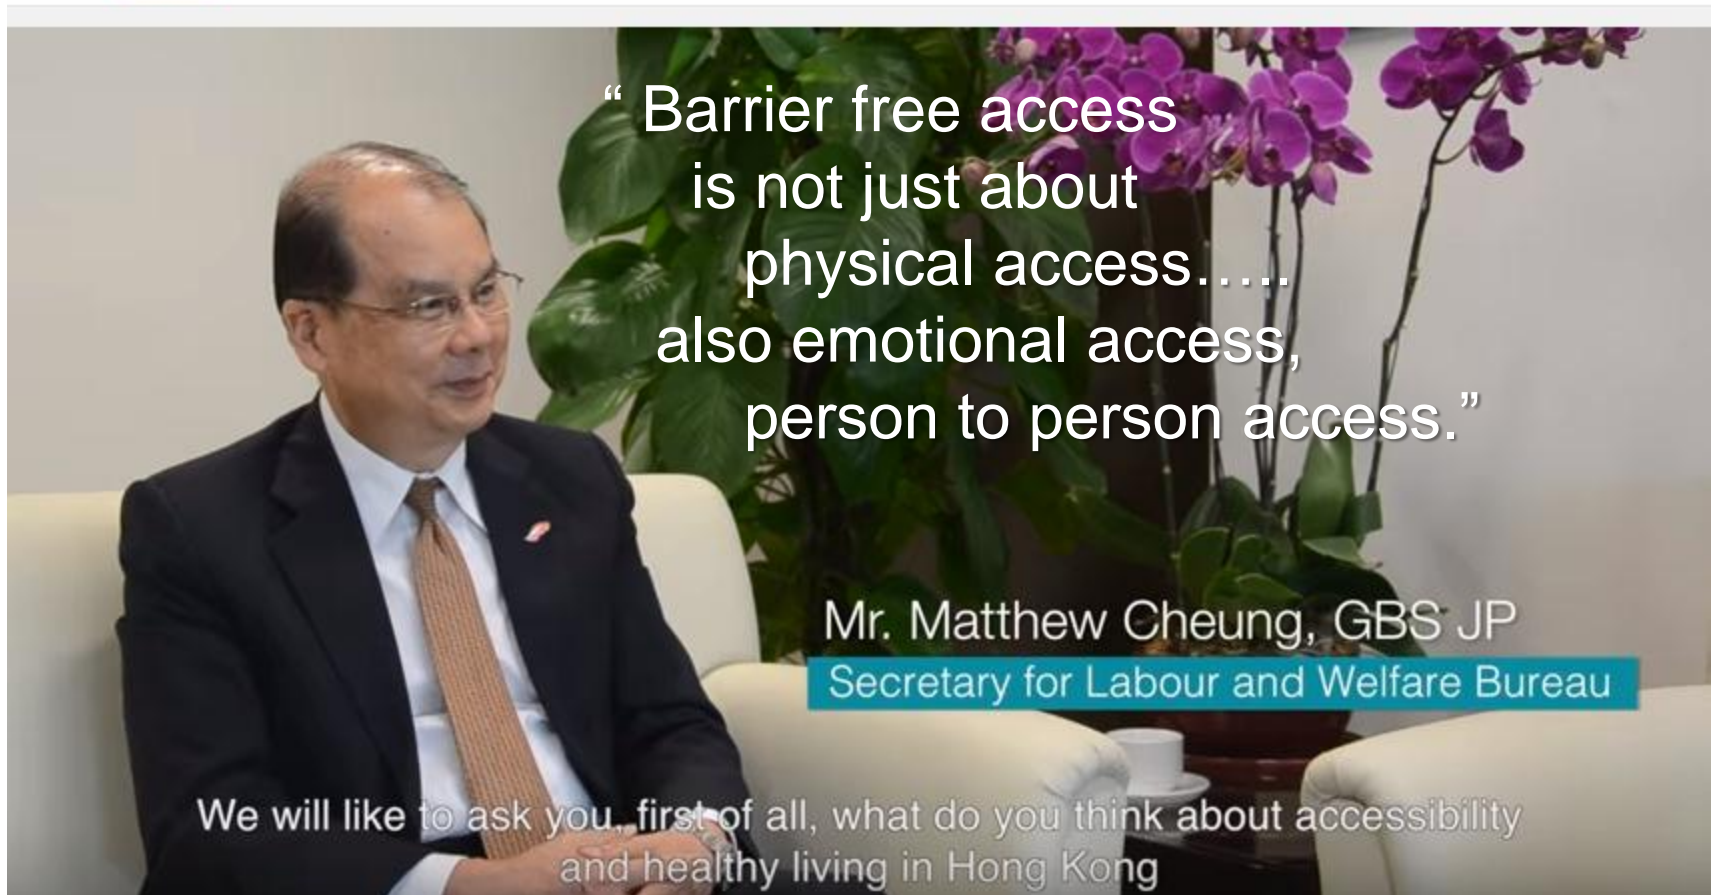 “ Barrier free access
is not just about
physical access…..
also emotional access,
person to person access.”
Mr. Matthew Cheung, GBS JP
Secretary for Labour and Welfare Bureau
We will like to ask you, first of all, what do you think about accessibility
and healthy living in Hong Kong